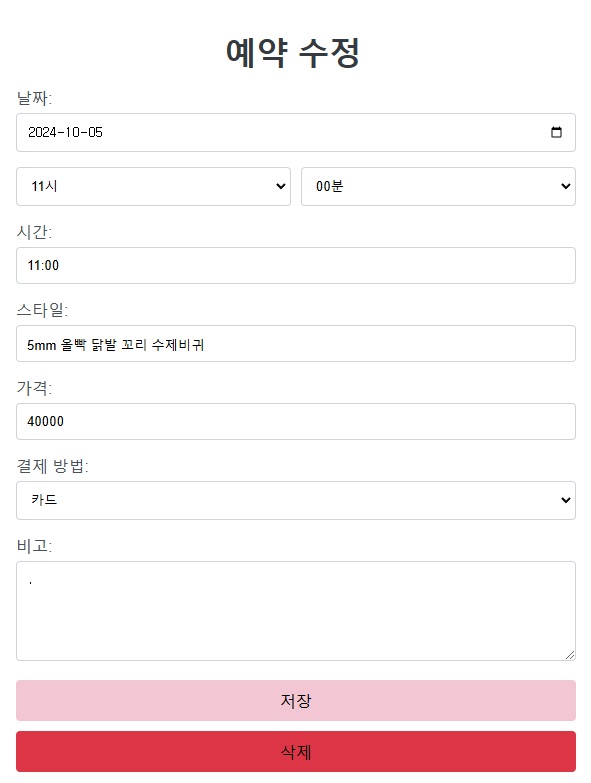 예약 수정
날짜:
2024-10-05
11시 00분
시간:
11:00
스타일:
5mm 올빡 닭발 꼬리 수제비귀
가격:
40000
결제 방법:
카드
비고:
.
저장
삭제